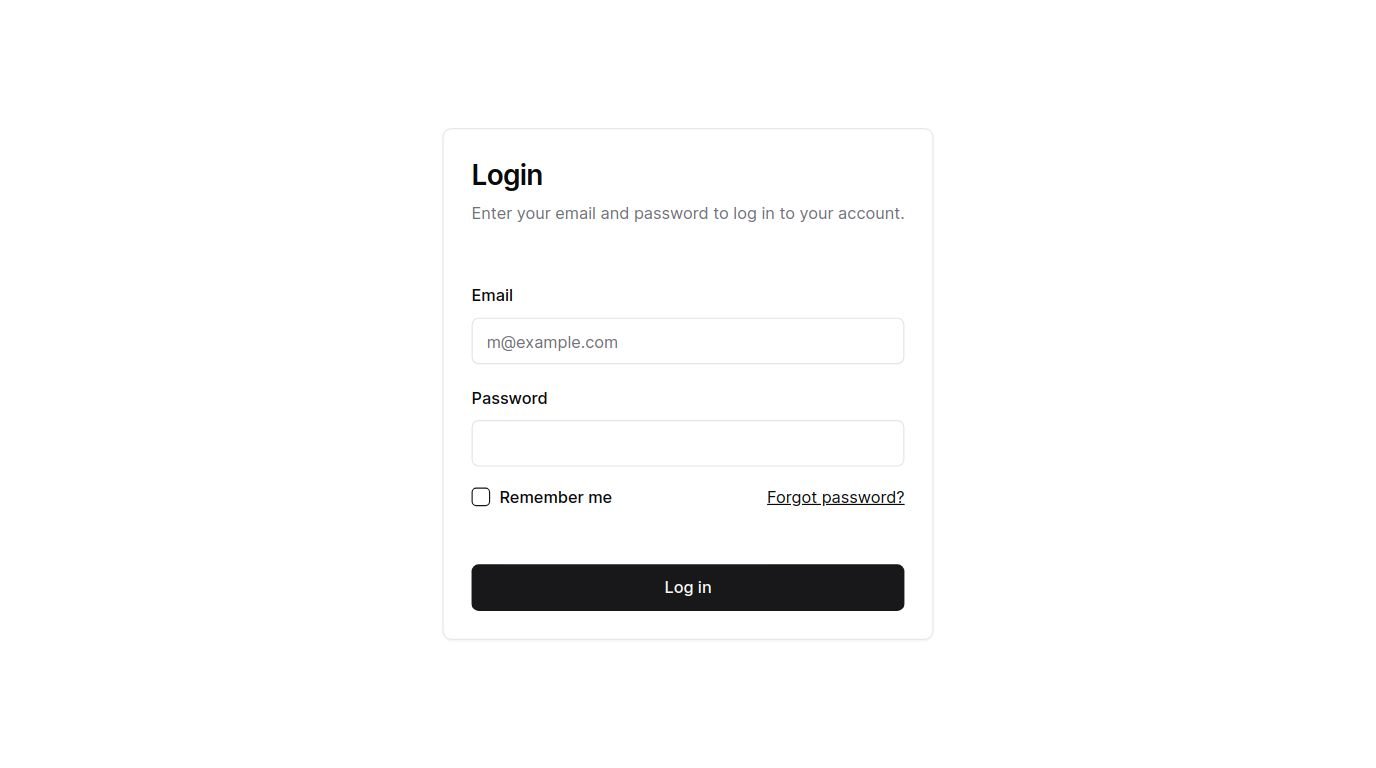 Login
Enter your email and password to log in to your account.
Email
m@example.com
Password
Remember me
Forgot password?
Log in